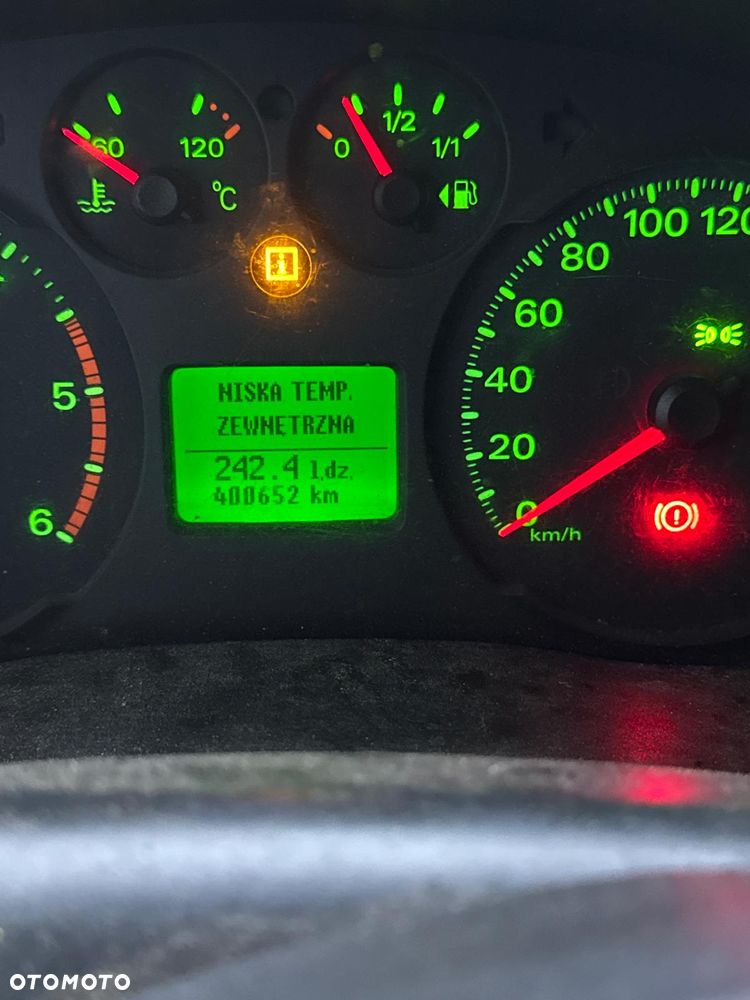 60 120
°C
0 1/2 1/1
100 120
80
60
40
20
0
km/h
5
6
NISKA TEMP.
ZEWNĘTRZNA
242.4 l.dz.
400652 km
OTOMOTO